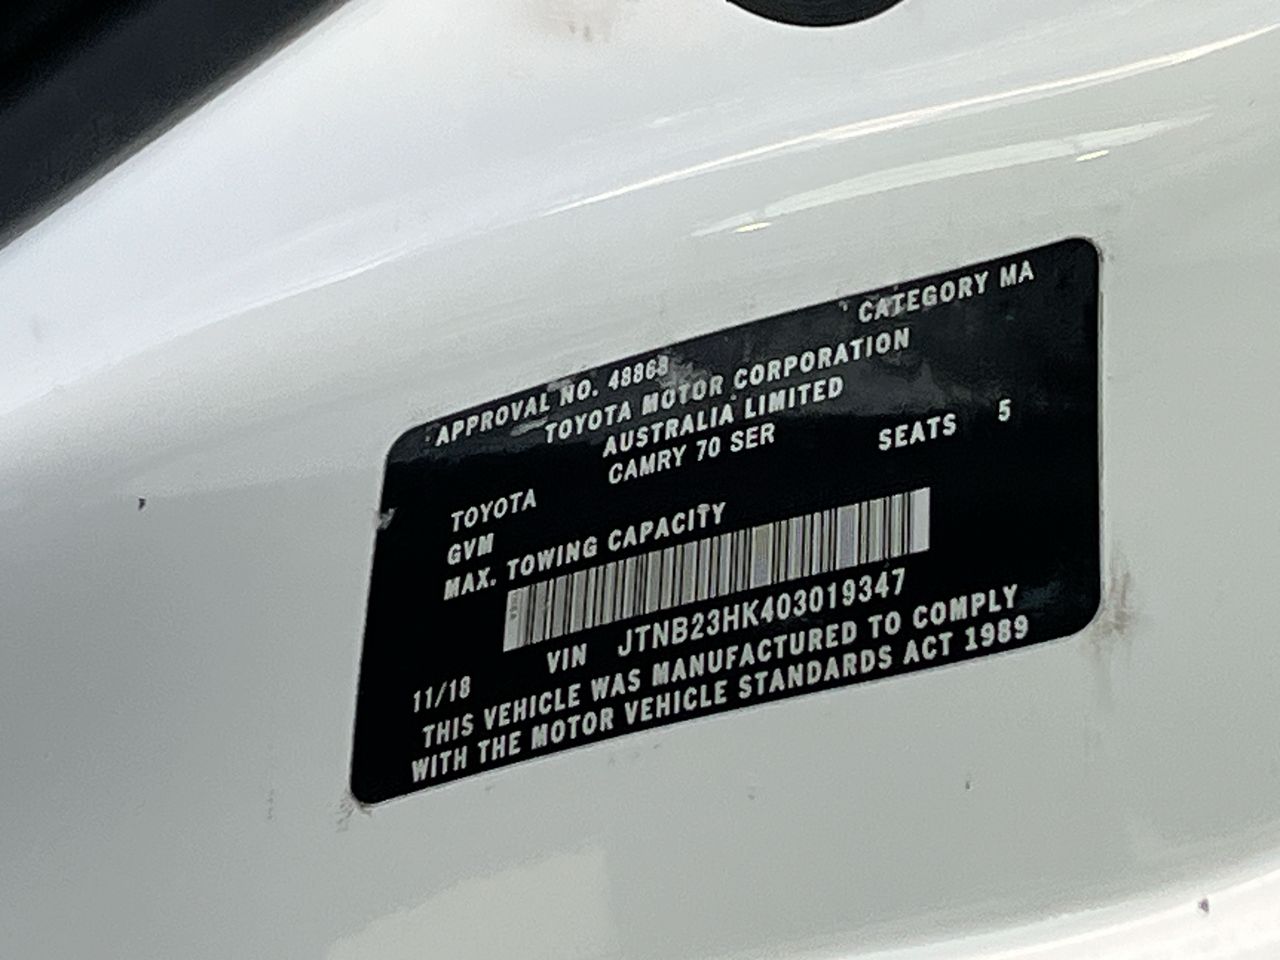 APPROVAL NO. 48868 CATEGORY MA
TOYOTA MOTOR CORPORATION
AUSTRALIA LIMITED
TOYOTA CAMRY 70 SER SEATS 5
GVM
MAX. TOWING CAPACITY
11/18 VIN JTNB23HK403019347
THIS VEHICLE WAS MANUFACTURED TO COMPLY
WITH THE MOTOR VEHICLE STANDARDS ACT 1989